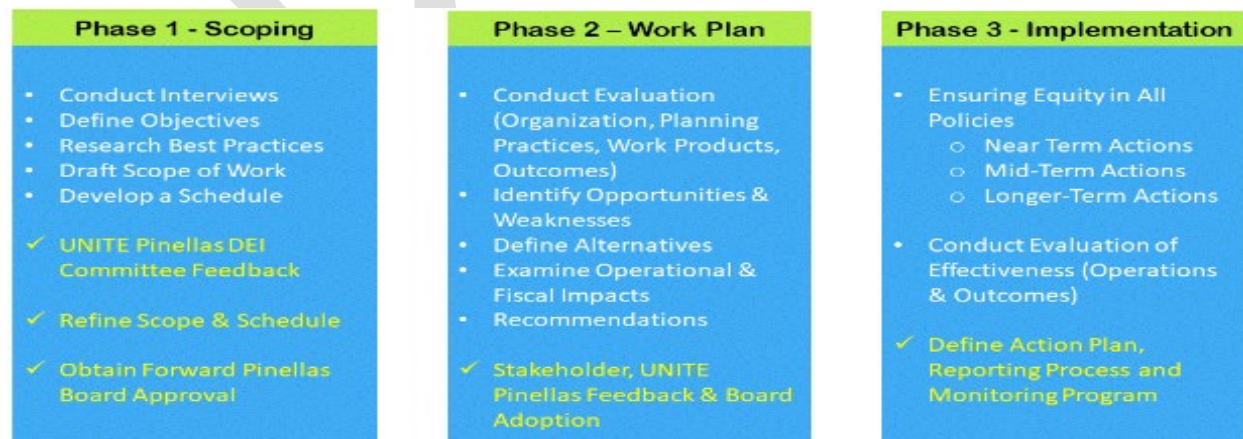 Phase 1 - Scoping
• Conduct Interviews
• Define Objectives
• Research Best Practices
• Draft Scope of Work
• Develop a Schedule
✓ UNITE Pinellas DEI
Committee Feedback
✓ Refine Scope & Schedule
✓ Obtain Forward Pinellas
Board Approval
Phase 2 – Work Plan
• Conduct Evaluation
(Organization, Planning
Practices, Work Products,
Outcomes)
• Identify Opportunities &
Weaknesses
• Define Alternatives
• Examine Operational &
Fiscal Impacts
• Recommendations
✓ Stakeholder, UNITE
Pinellas Feedback & Board
Adoption
Phase 3 - Implementation
• Ensuring Equity in All
Policies
○ Near Term Actions
○ Mid-Term Actions
○ Longer-Term Actions
• Conduct Evaluation of
Effectiveness (Operations
& Outcomes)
✓ Define Action Plan,
Reporting Process and
Monitoring Program